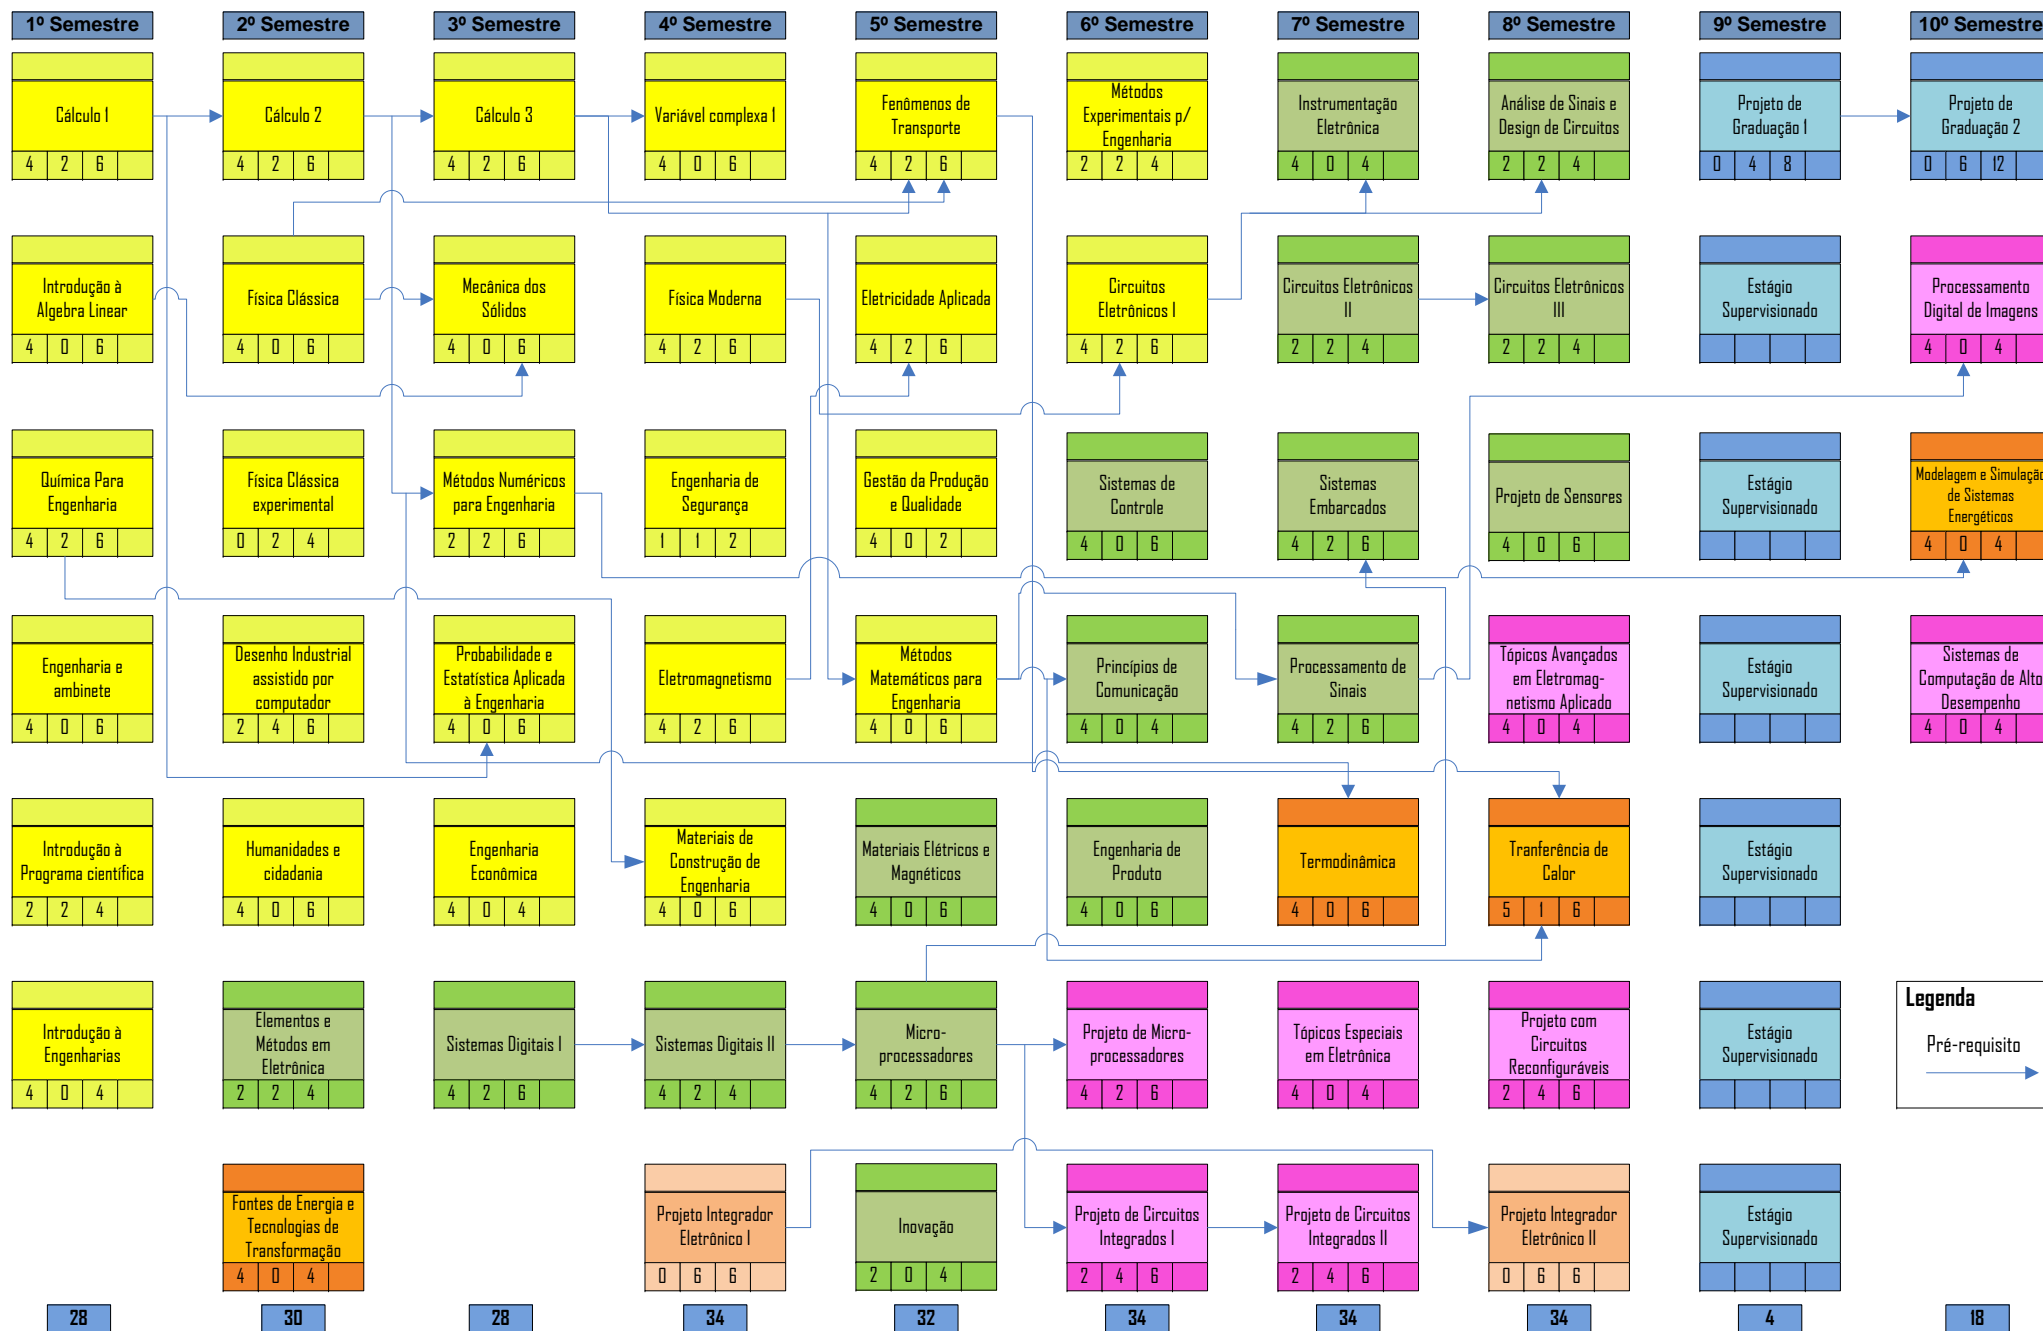 1º Semestre
2º Semestre
3º Semestre
4º Semestre
5º Semestre
6º Semestre
7º Semestre
8º Semestre
9º Semestre
10º Semestre
Cálculo 1
4 2 6
Cálculo 2
4 2 6
Cálculo 3
4 2 6
Variável complexa 1
4 0 6
Fenômenos de
Transporte
4 2 6
Métodos
Experimentais p/
Engenharia
2 2 4
Instrumentação
Eletrônica
4 0 4
Análise de Sinais e
Design de Circuitos
2 2 4
Projeto de
Graduação 1
0 4 8
Projeto de
Graduação 2
0 6 12
Introdução à
Algebra Linear
4 0 6
Física Clássica
4 0 6
Mecânica dos
Sólidos
4 0 6
Física Moderna
4 2 6
Eletricidade Aplicada
4 2 6
Circuitos
Eletrônicos I
4 2 6
Circuitos Eletrônicos
II
2 2 4
Circuitos Eletrônicos
III
2 2 4
Estágio
Supervisionado
Processamento
Digital de Imagens
4 0 4
Química Para
Engenharia
4 2 6
Física Clássica
experimental
0 2 4
Métodos Numéricos
para Engenharia
2 2 6
Engenharia de
Segurança
1 1 2
Gestão da Produção
e Qualidade
4 0 2
Sistemas de
Controle
4 0 6
Sistemas
Embarcados
4 2 6
Projeto de Sensores
4 0 6
Estágio
Supervisionado
Modelagem e Simulação
de Sistemas
Energéticos
4 0 4
Engenharia e
ambinete
4 0 6
Desenho Industrial
assistido por
computador
2 4 6
Probabilidade e
Estatística Aplicada
à Engenharia
4 0 6
Eletromagnetismo
4 2 6
Métodos
Matemáticos para
Engenharia
4 0 6
Princípios de
Comunicação
4 0 4
Processamento de
Sinais
4 2 6
Tópicos Avançados
em Eletromag-
netismo Aplicado
4 0 4
Estágio
Supervisionado
Sistemas de
Computação de Alto
Desempenho
4 0 4
Introdução à
Programa científica
2 2 4
Humanidades e
cidadania
4 0 6
Engenharia
Econômica
4 0 4
Materiais de
Construção de
Engenharia
4 0 6
Materiais Elétricos e
Magnéticos
4 0 6
Engenharia de
Produto
4 0 6
Termodinâmica
4 0 6
Tranferência de
Calor
5 1 6
Estágio
Supervisionado
Introdução à
Engenharias
4 0 4
Elementos e
Métodos em
Eletrônica
2 2 4
Sistemas Digitais I
4 2 6
Sistemas Digitais II
4 2 4
Micro-
processadores
4 2 6
Projeto de Micro-
processadores
4 2 6
Tópicos Especiais
em Eletrônica
4 0 4
Projeto com
Circuitos
Reconfiguráveis
2 4 6
Estágio
Supervisionado
Legenda
Pré-requisito
Fontes de Energia e
Tecnologias de
Transformação
4 0 4
Projeto Integrador
Eletrônico I
0 6 6
Inovação
2 0 4
Projeto de Circuitos
Integrados I
2 4 6
Projeto de Circuitos
Integrados II
2 4 6
Projeto Integrador
Eletrônico II
0 6 6
Estágio
Supervisionado
28
30
28
34
32
34
34
34
4
18